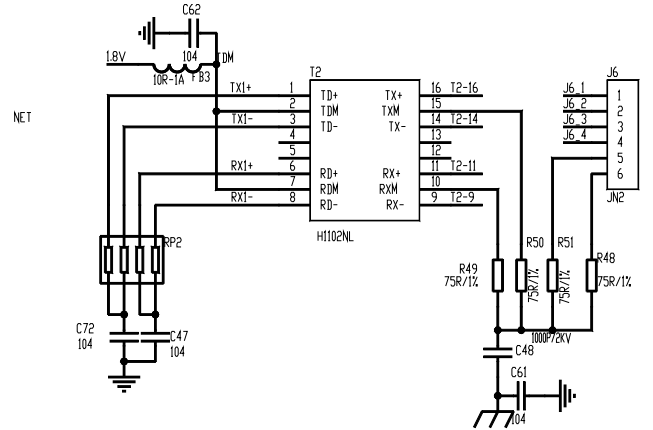 C62
1.8V
104
TDM
10R-1A
FB3
T2
J6
TX1+ 1 TD+ TX+ 16 T2-16
J6_1 1
2 TDM TXM 15
J6_2 2
TX1- 3 TD- TX- 14 T2-14
J6_3 3
NET
4 13
J6_4 4
5 12
5
RX1+ 6 RD+ RX+ 11 T2-11
6
7 RDM RXM 10
RX1- 8 RD- RX- 9 T2-9
JN2
H1102NL
RP2
R50
R51
R49
75R/1%
75R/1%
75R/1%
R48
75R/1%
C72
104
C47
104
1000P/2KV
C48
C61
104